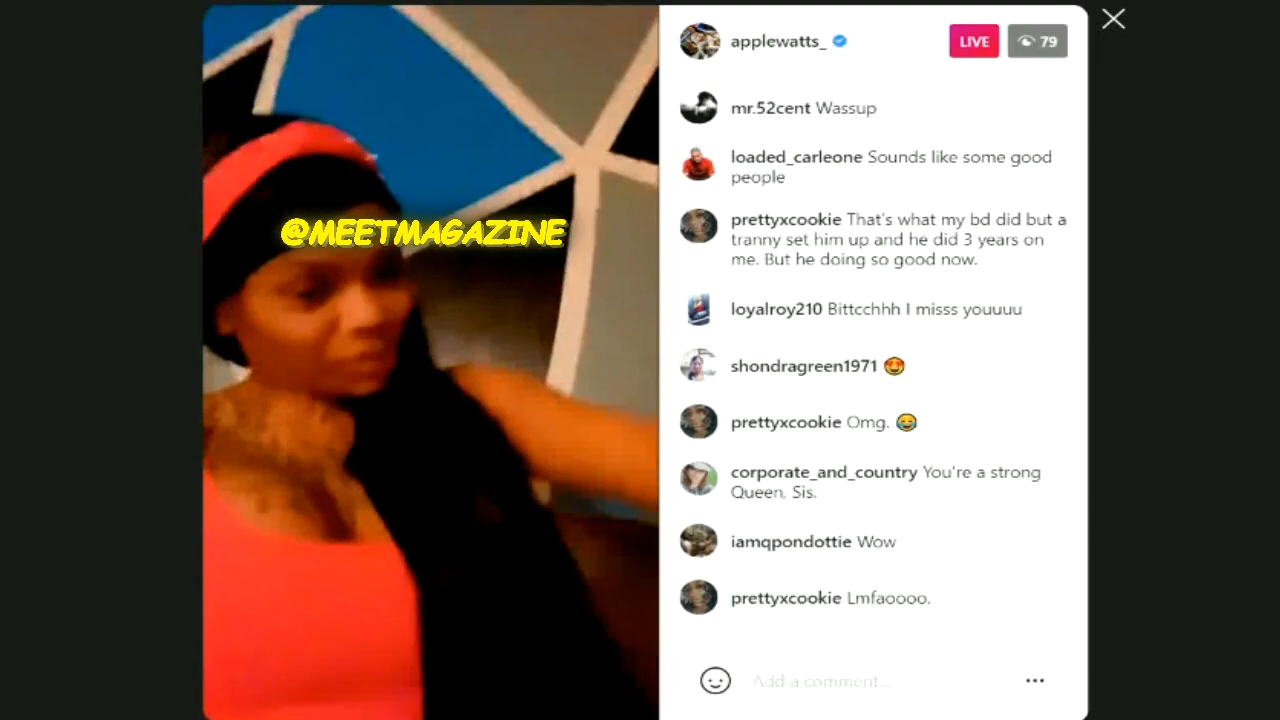 @MEETMAGAZINE
applewatts_
LIVE
79
mr.52cent Wassup
loaded_carleone Sounds like some good
people
prettyxcookie That's what my bd did but a
tranny set him up and he did 3 years on
me. But he doing so good now.
loyalroy210 Bittcchhh I misss youuuu
shondragreen1971 😍
prettyxcookie Omg. 😂
corporate_and_country You're a strong
Queen, Sis.
iamqpondottie Wow
prettyxcookie Lmfaoooo.
Add a comment...